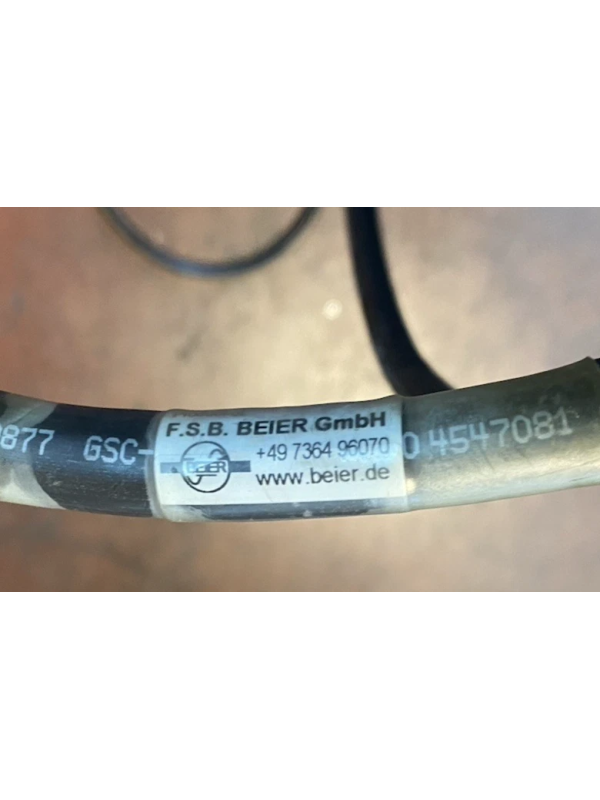 877 GSC-
F.S.B. BEIER GmbH
BEIER
+49 7364 96070
www.beier.de
0 4547081